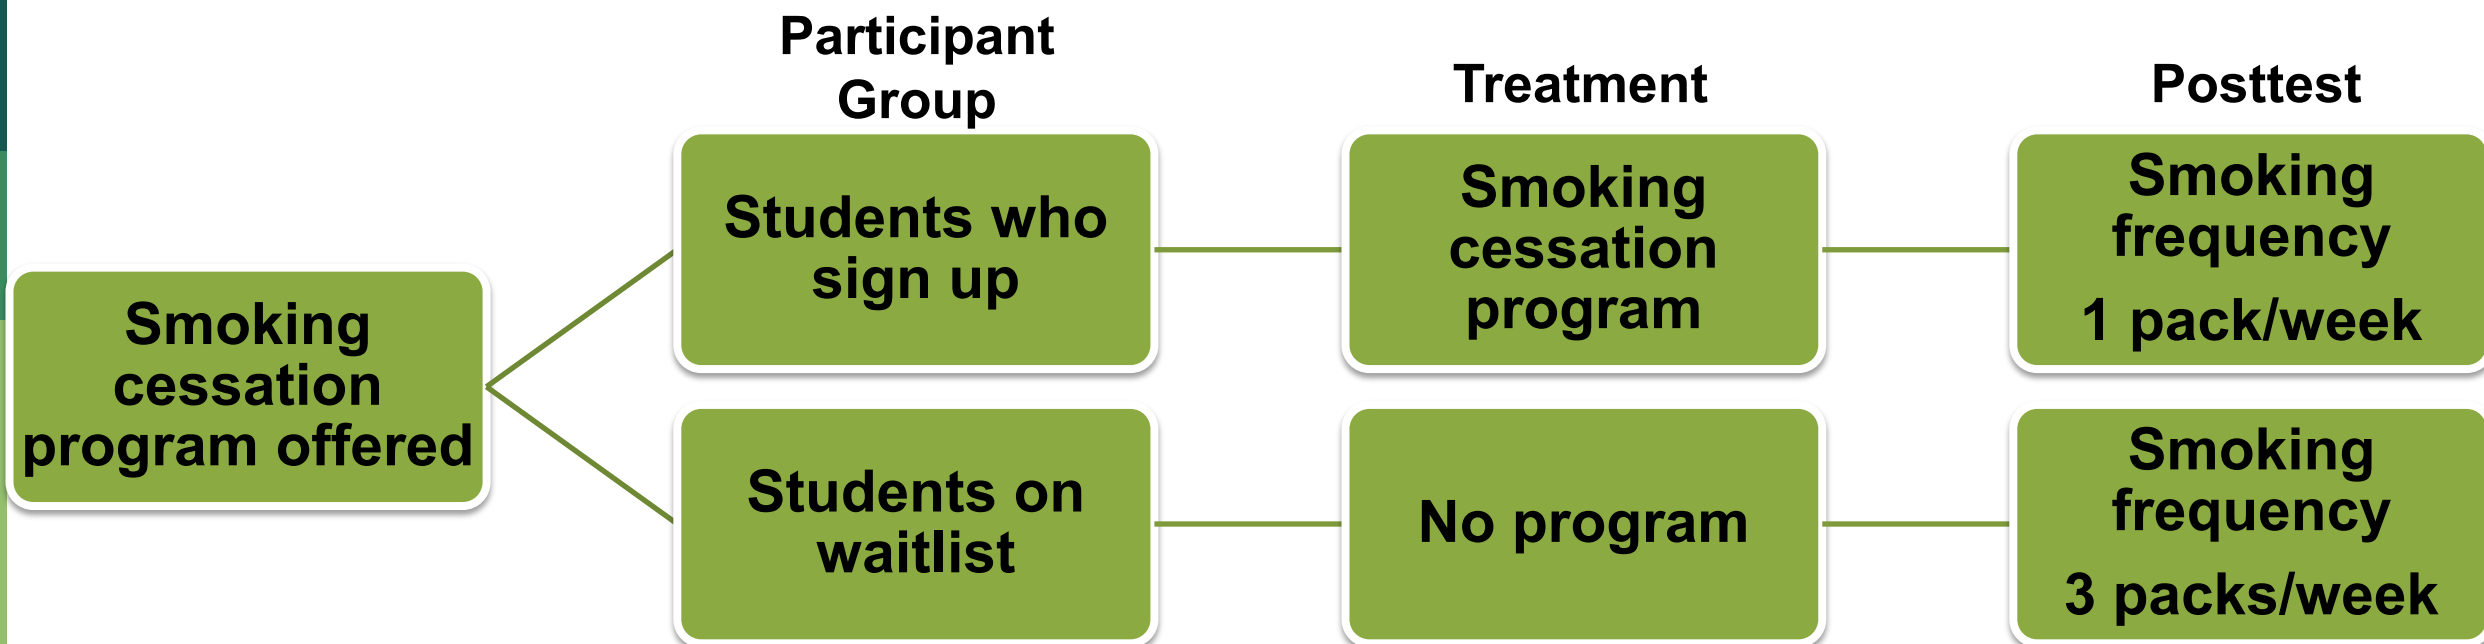 Participant
Group
Treatment
Posttest
Smoking
cessation
program offered
Students who
sign up
Smoking
cessation
program
Smoking
frequency
1 pack/week
Students on
waitlist
No program
Smoking
frequency
3 packs/week